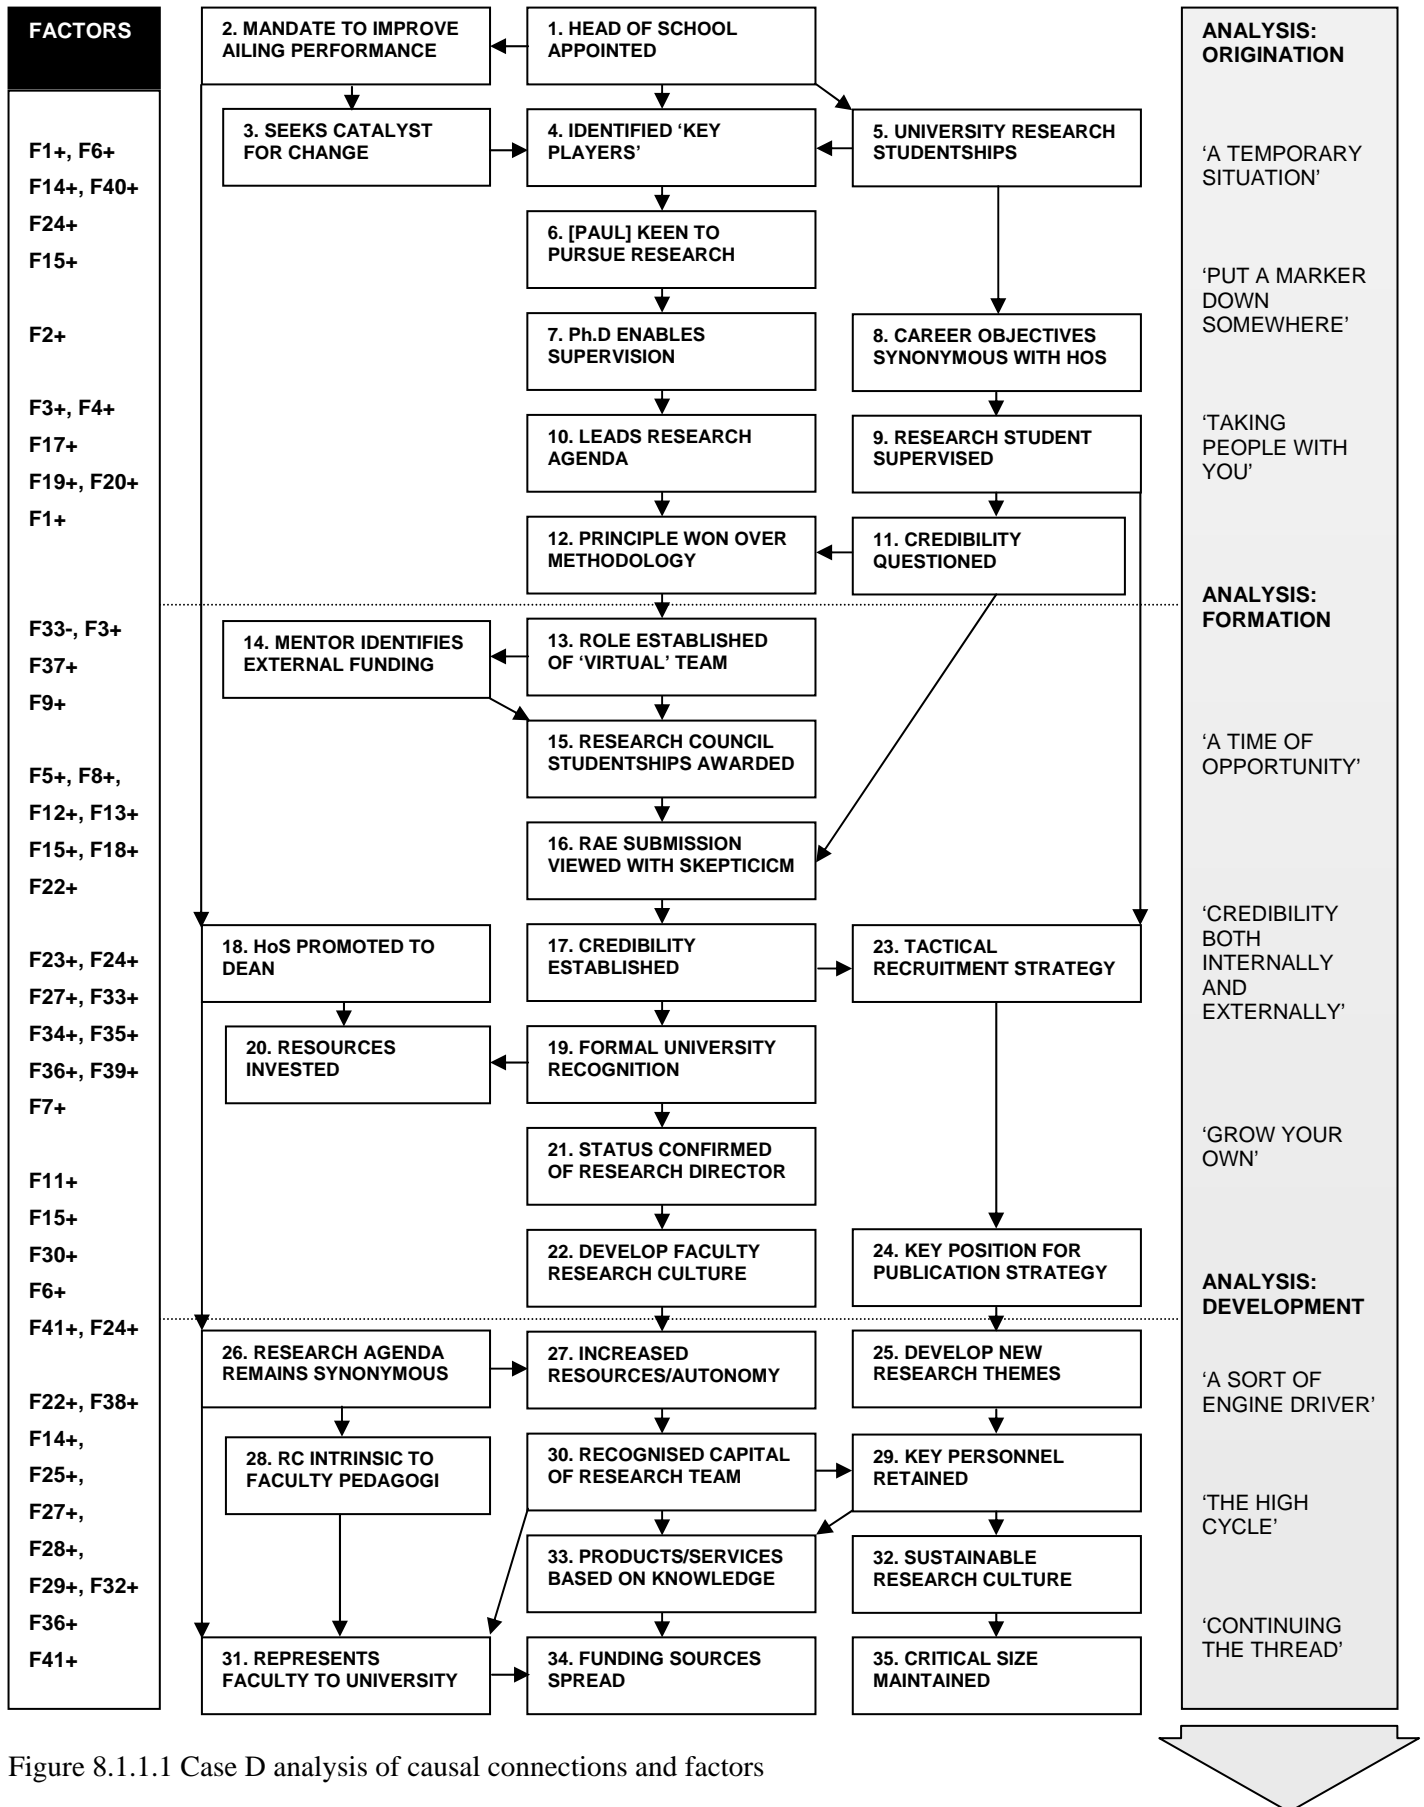 FACTORS
F1+, F6+
F14+, F40+
F24+
F15+
F2+
F3+, F4+
F17+
F19+, F20+
F1+
F33-, F3+
F37+
F9+
F5+, F8+,
F12+, F13+
F15+, F18+
F22+
F23+, F24+
F27+, F33+
F34+, F35+
F36+, F39+
F7+
F11+
F15+
F30+
F6+
F41+, F24+
F22+, F38+
F14+,
F25+,
F27+,
F28+,
F29+, F32+
F36+
F41+
2. MANDATE TO IMPROVE
AILING PERFORMANCE
1. HEAD OF SCHOOL
APPOINTED
3. SEEKS CATALYST
FOR CHANGE
4. IDENTIFIED ‘KEY
PLAYERS’
5. UNIVERSITY RESEARCH
STUDENTSHIPS
6. [PAUL] KEEN TO
PURSUE RESEARCH
7. Ph.D ENABLES
SUPERVISION
8. CAREER OBJECTIVES
SYNONYMOUS WITH HOS
10. LEADS RESEARCH
AGENDA
9. RESEARCH STUDENT
SUPERVISED
12. PRINCIPLE WON OVER
METHODOLOGY
11. CREDIBILITY
QUESTIONED
14. MENTOR IDENTIFIES
EXTERNAL FUNDING
13. ROLE ESTABLISHED
OF ‘VIRTUAL’ TEAM
15. RESEARCH COUNCIL
STUDENTSHIPS AWARDED
16. RAE SUBMISSION
VIEWED WITH SKEPTICICM
18. HoS PROMOTED TO
DEAN
17. CREDIBILITY
ESTABLISHED
23. TACTICAL
RECRUITMENT STRATEGY
20. RESOURCES
INVESTED
19. FORMAL UNIVERSITY
RECOGNITION
21. STATUS CONFIRMED
OF RESEARCH DIRECTOR
22. DEVELOP FACULTY
RESEARCH CULTURE
24. KEY POSITION FOR
PUBLICATION STRATEGY
26. RESEARCH AGENDA
REMAINS SYNONYMOUS
27. INCREASED
RESOURCES/AUTONOMY
25. DEVELOP NEW
RESEARCH THEMES
28. RC INTRINSIC TO
FACULTY PEDAGOGI
30. RECOGNISED CAPITAL
OF RESEARCH TEAM
29. KEY PERSONNEL
RETAINED
33. PRODUCTS/SERVICES
BASED ON KNOWLEDGE
32. SUSTAINABLE
RESEARCH CULTURE
31. REPRESENTS
FACULTY TO UNIVERSITY
34. FUNDING SOURCES
SPREAD
35. CRITICAL SIZE
MAINTAINED
ANALYSIS:
ORIGINATION
‘A TEMPORARY
SITUATION’
‘PUT A MARKER
DOWN
SOMEWHERE’
‘TAKING
PEOPLE WITH
YOU’
ANALYSIS:
FORMATION
‘A TIME OF
OPPORTUNITY’
‘CREDIBILITY
BOTH
INTERNALLY
AND
EXTERNALLY’
‘GROW YOUR
OWN’
ANALYSIS:
DEVELOPMENT
‘A SORT OF
ENGINE DRIVER’
‘THE HIGH
CYCLE’
‘CONTINUING
THE THREAD’
Figure 8.1.1.1 Case D analysis of causal connections and factors